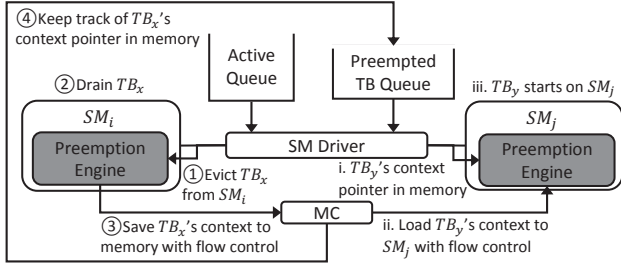 ④Keep track of TBx's
context pointer in memory
Active
Queue
Preempted
TB Queue
②Drain TBx
iii. TBy starts on SMj
SMi
Preemption
Engine
SM Driver
SMj
Preemption
Engine
①Evict TBx
from SMi
i. TBy's context
pointer in memory
MC
③Save TBx's context to
memory with flow control
ii. Load TBy's context to
SMj with flow control